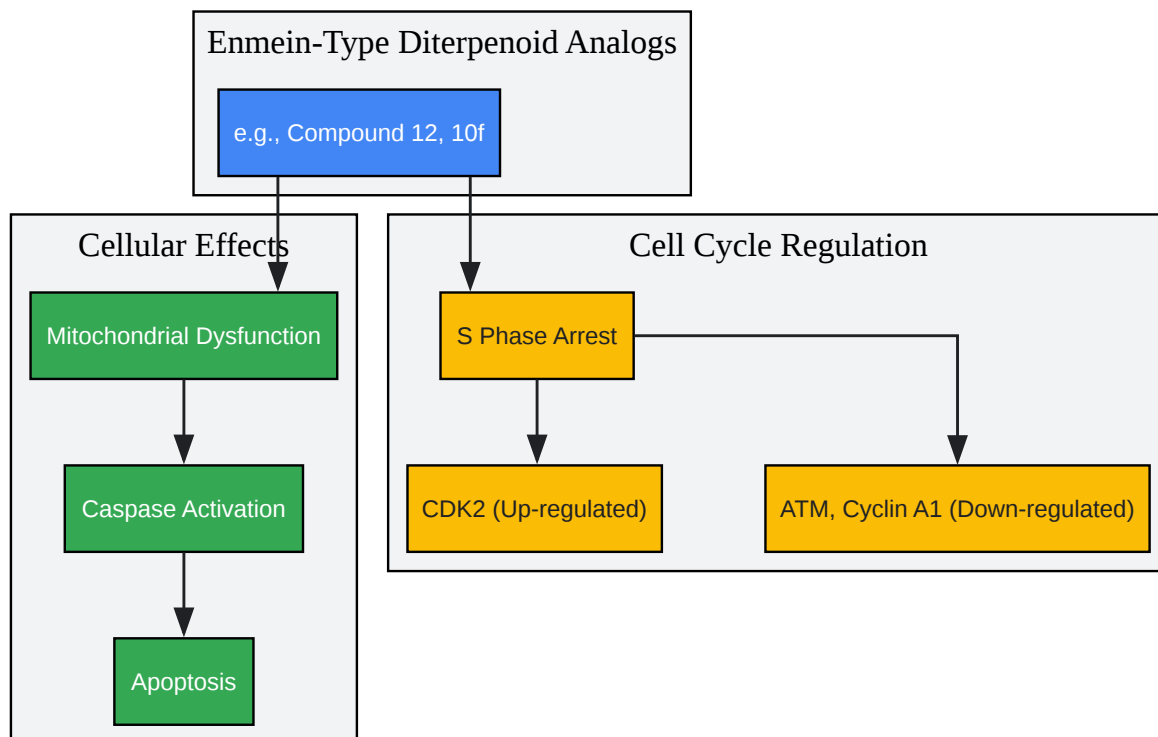 Enmein-Type Diterpenoid Analogs
e.g., Compound 12, 10f
Cellular Effects
Mitochondrial Dysfunction
Caspase Activation
Apoptosis
Cell Cycle Regulation
S Phase Arrest
CDK2 (Up-regulated)
ATM, Cyclin A1 (Down-regulated)